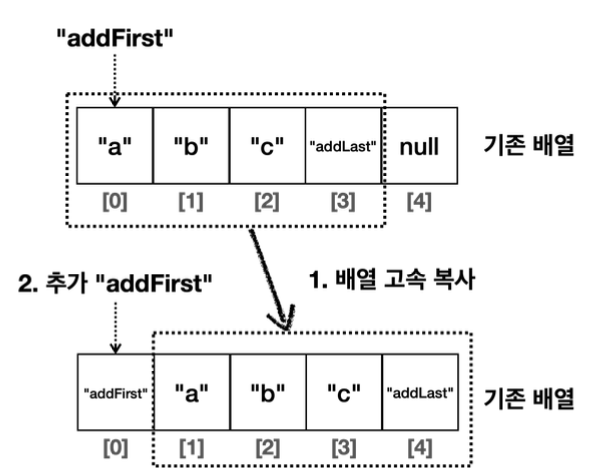 "addFirst"
"a" "b" "c" "addLast" null 기존 배열
[0] [1] [2] [3] [4]
2. 추가 "addFirst" 1. 배열 고속 복사
"addFirst" "a" "b" "c" "addLast" 기존 배열
[0] [1] [2] [3] [4]